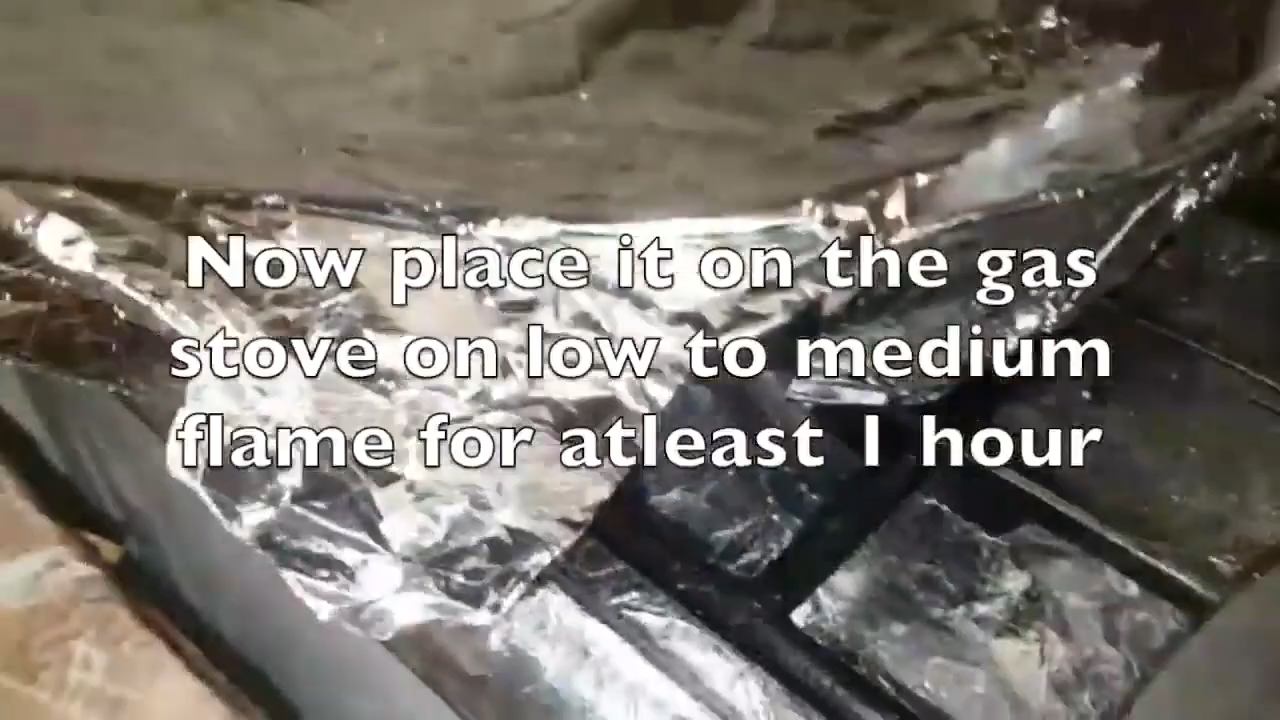 Now place it on the gas
stove on low to medium
flame for atleast 1 hour